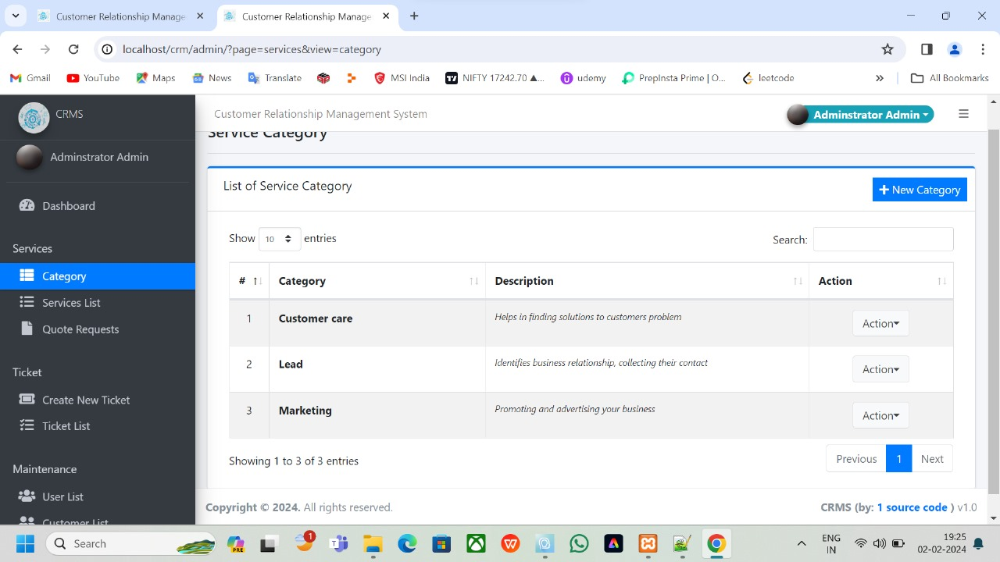 Customer Relationship Manage
Customer Relationship Manage
localhost/crm/admin/?page=services&view=category
Gmail
YouTube
Maps
News
Translate
MSI India
NIFTY 17242.70 ▲...
udemy
PrepInsta Prime | O...
leetcode
All Bookmarks
CRMS
Customer Relationship Management System
Adminstrator Admin
Adminstrator Admin
Dashboard
Services
Category
Services List
Quote Requests
Ticket
Create New Ticket
Ticket List
Maintenance
User List
Customer List
Service Category
List of Service Category
New Category
Show 10 entries
Search:
# Category Description Action
1 Customer care Helps in finding solutions to customers problem Action
2 Lead Identifies business relationship, collecting their contact Action
3 Marketing Promoting and advertising your business Action
Showing 1 to 3 of 3 entries
Previous 1 Next
Copyright © 2024. All rights reserved.
CRMS (by: 1 source code ) v1.0
Search
PRE
1
ENG
IN
19:25
02-02-2024